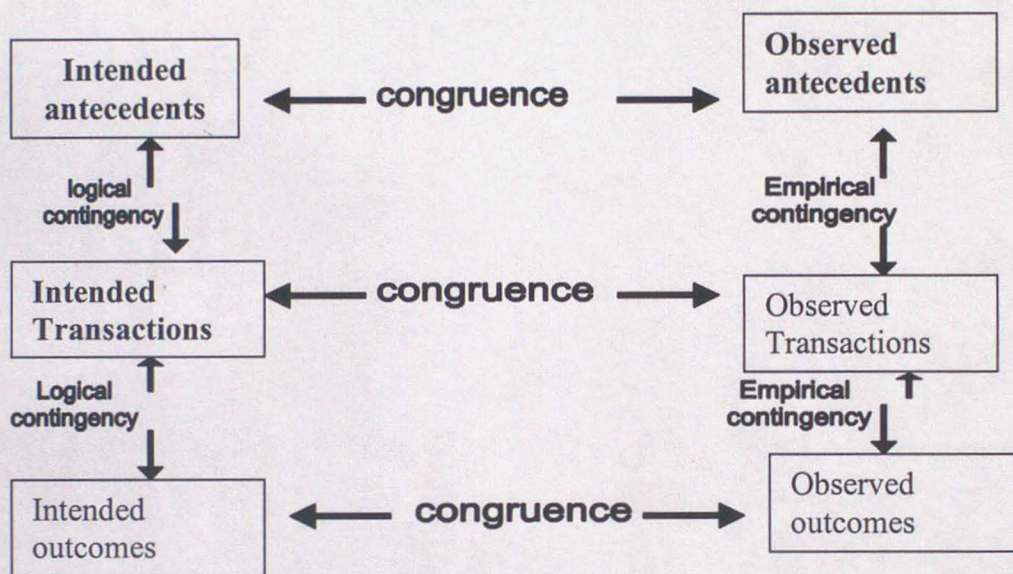 Intended
antecedents
congruence
Observed
antecedents
logical
contingency
Empirical
contingency
Intended
Transactions
congruence
Observed
Transactions
Logical
contingency
Empirical
contingency
Intended
outcomes
congruence
Observed
outcomes